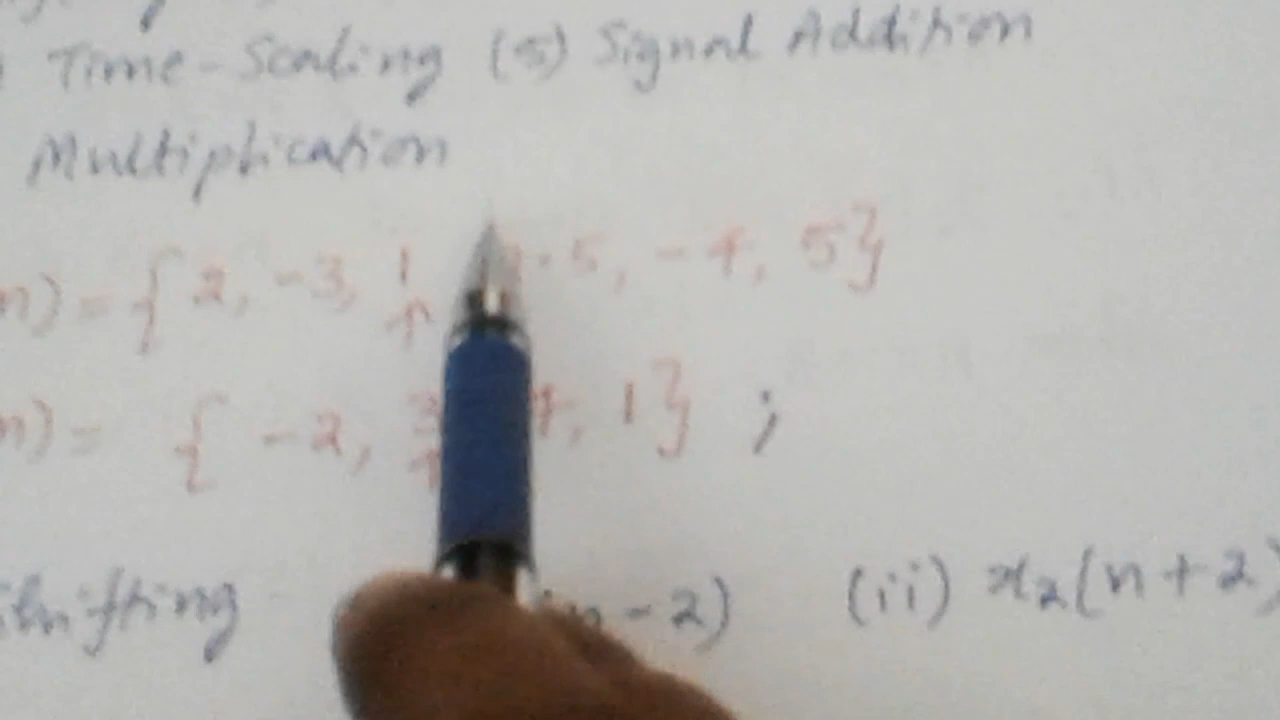 Time-Scaling (5) Signal Addition
Multiplication
n) = { 2, -3, 1 .5, -4, 5}
↑
n) = { -2, 3 , 1} ;
↑
shifting n-2) (ii) x2(n+2)